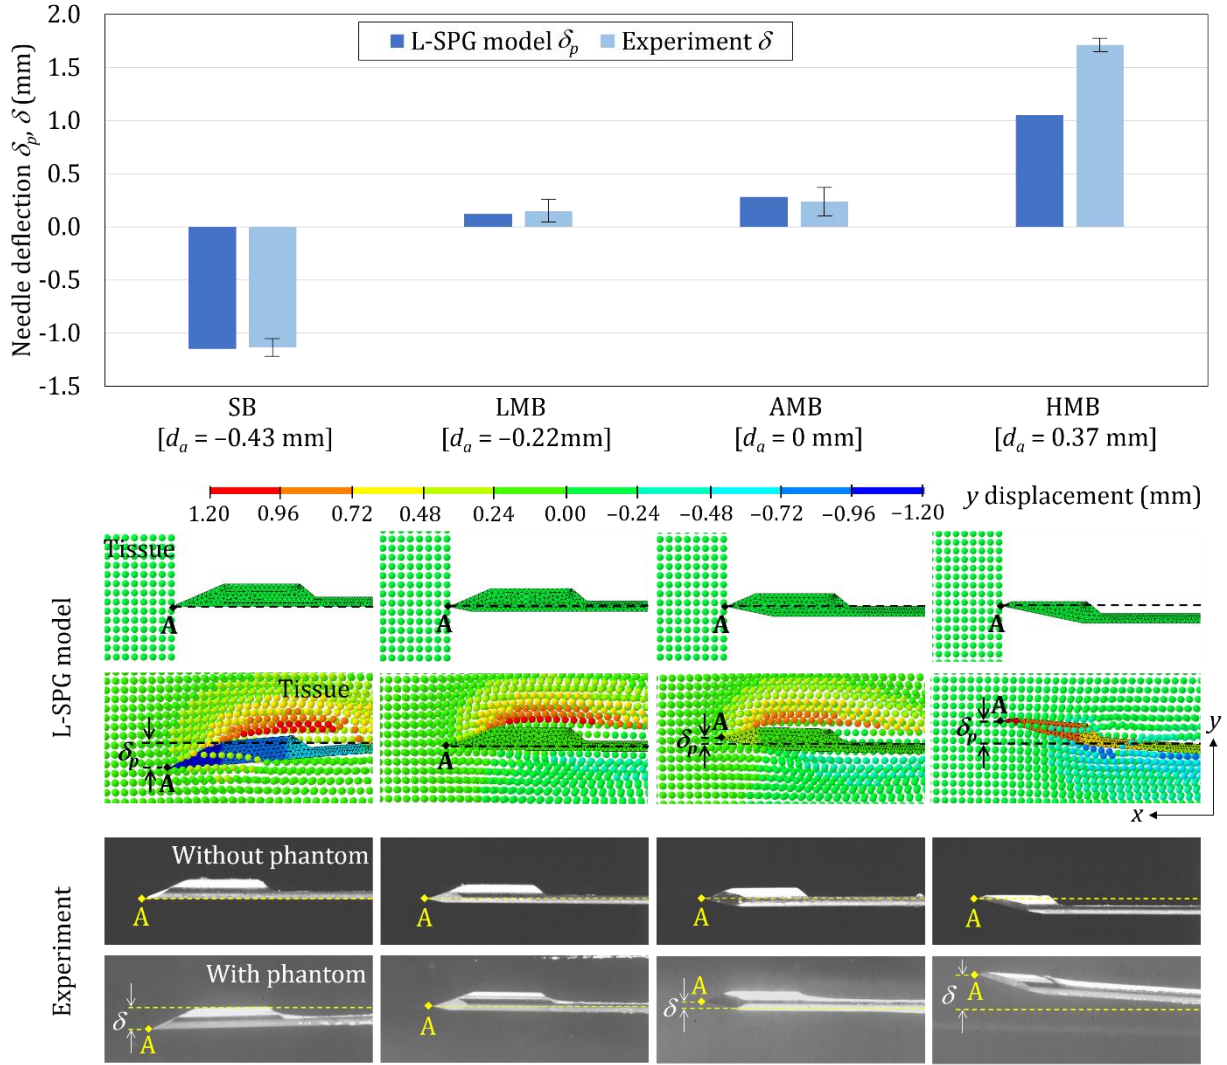 2.0
L-SPG model δp Experiment δ
1.5
1.0
0.5
0.0
-0.5
-1.0
-1.5
Needle deflection δp, δ (mm)
SB LMB AMB HMB
[da = –0.43 mm] [da = –0.22mm] [da = 0 mm] [da = 0.37 mm]
y displacement (mm)
1.20 0.96 0.72 0.48 0.24 0.00 –0.24 –0.48 –0.72 –0.96 –1.20
L-SPG model
Tissue
A A A A
Tissue
δp A A A δp A δp
y
x
Experiment
Without phantom
A A A A
With phantom
δ A A A δ A δ